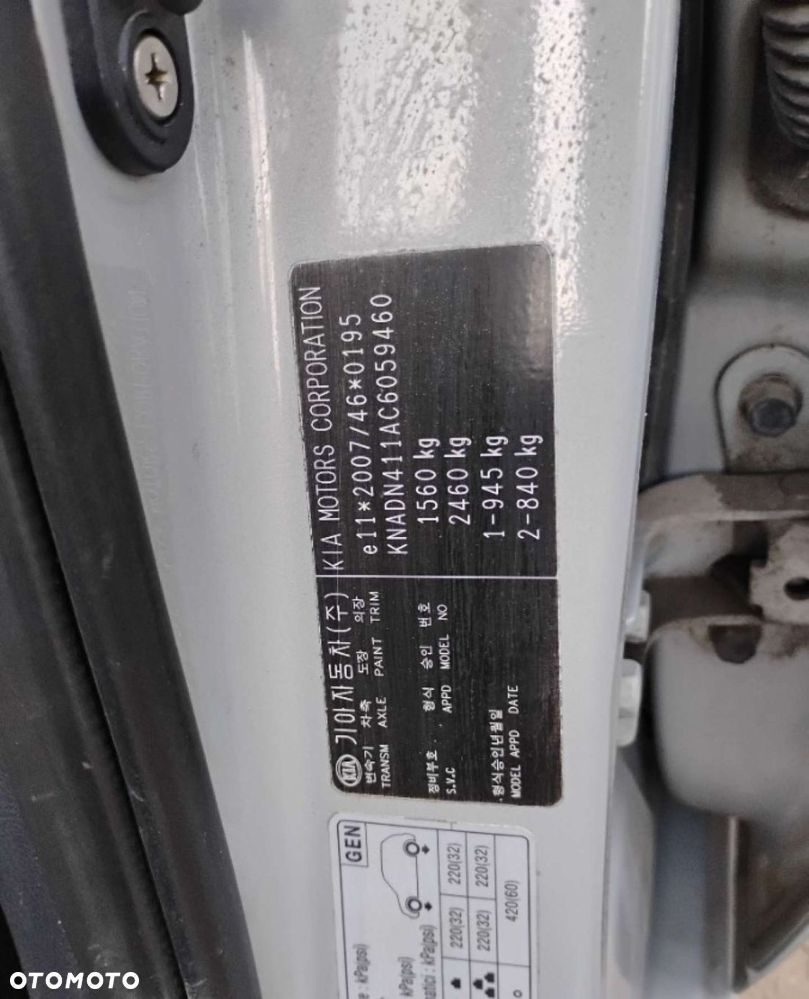 KIA 기아자동차(주) KIA MOTORS CORPORATION
변속기 차축 도장 의장
TRANSM AXLE PAINT TRIM
e11*2007/46*0195
KNADN411AC6059460
정비부호 형식 승인 번호
S.V.C APPD MODEL NO
1560 kg
2460 kg
형식승인년월일
MODEL APPD DATE
1-945 kg
2-840 kg
GEN
: kPa(psi)
220(32) 220(32)
220(32) 220(32)
420(60)
OTOMOTO